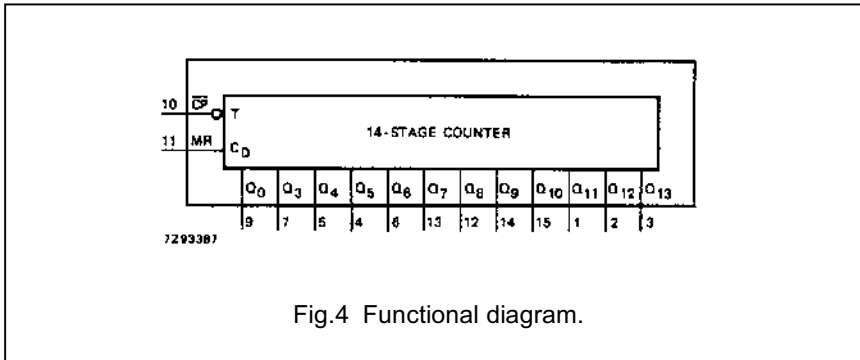 10 CP T
14-STAGE COUNTER
11 MR CD
Q0 Q3 Q4 Q5 Q6 Q7 Q8 Q9 Q10 Q11 Q12 Q13
9 7 5 4 6 13 12 14 15 1 2 3
7293387
Fig.4 Functional diagram.